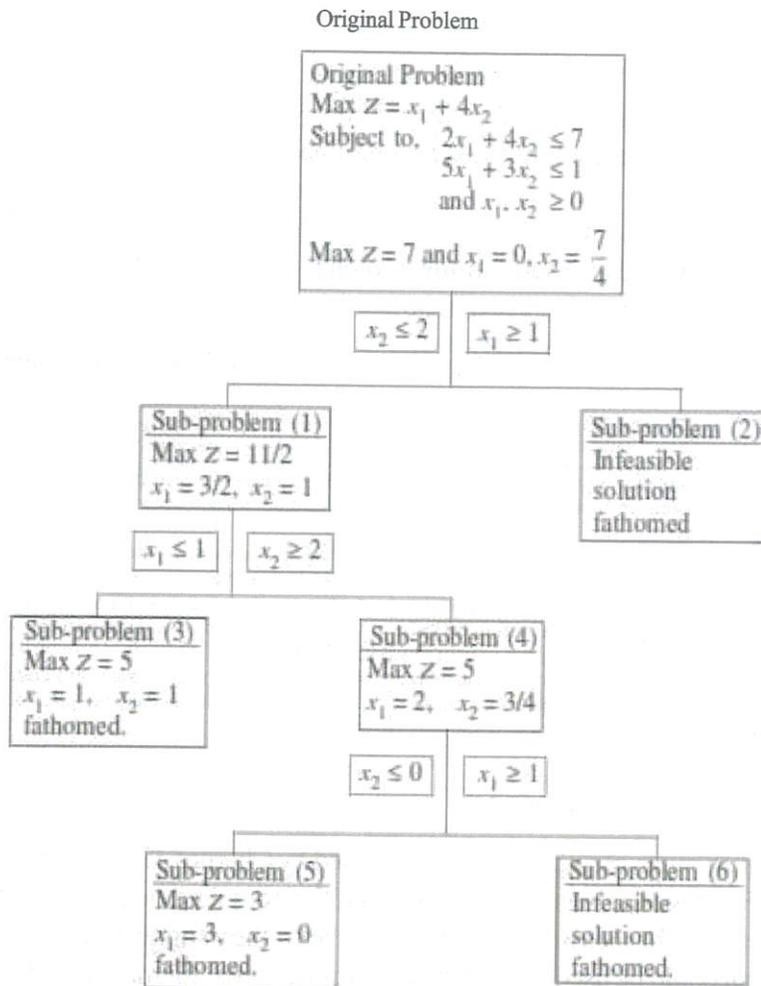 Original Problem
Original Problem
Max Z = x₁ + 4x₂
Subject to, 2x₁ + 4x₂ ≤ 7
5x₁ + 3x₂ ≤ 1
and x₁, x₂ ≥ 0
Max Z = 7 and x₁ = 0, x₂ = 7/4
x₂ ≤ 2 x₁ ≥ 1
Sub-problem (1)
Max Z = 11/2
x₁ = 3/2, x₂ = 1
Sub-problem (2)
Infeasible
solution
fathomed
x₁ ≤ 1 x₂ ≥ 2
Sub-problem (3)
Max Z = 5
x₁ = 1, x₂ = 1
fathomed.
Sub-problem (4)
Max Z = 5
x₁ = 2, x₂ = 3/4
x₂ ≤ 0 x₁ ≥ 1
Sub-problem (5)
Max Z = 3
x₁ = 3, x₂ = 0
fathomed.
Sub-problem (6)
Infeasible
solution
fathomed.